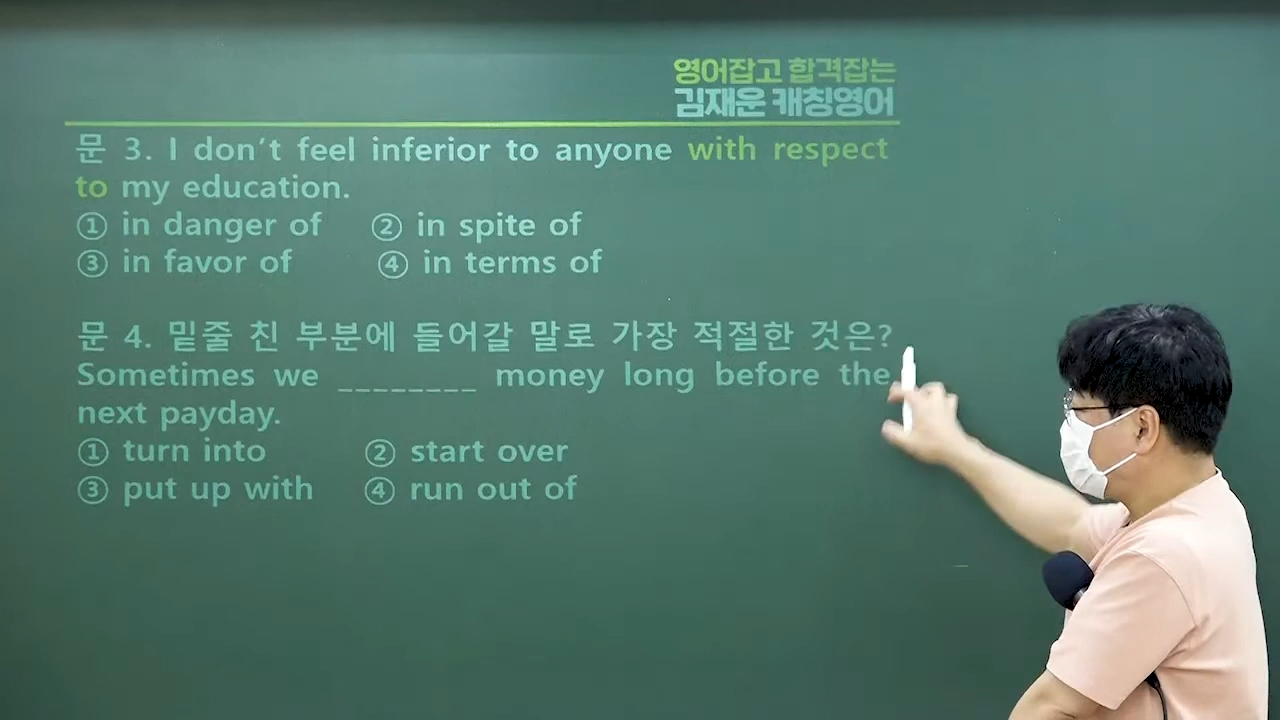 영어잡고 합격잡는
김재운 캐칭영어
문 3. I don't feel inferior to anyone with respect
to my education.
① in danger of ② in spite of
③ in favor of ④ in terms of
문 4. 밑줄 친 부분에 들어갈 말로 가장 적절한 것은?
Sometimes we ________ money long before the
next payday.
① turn into ② start over
③ put up with ④ run out of